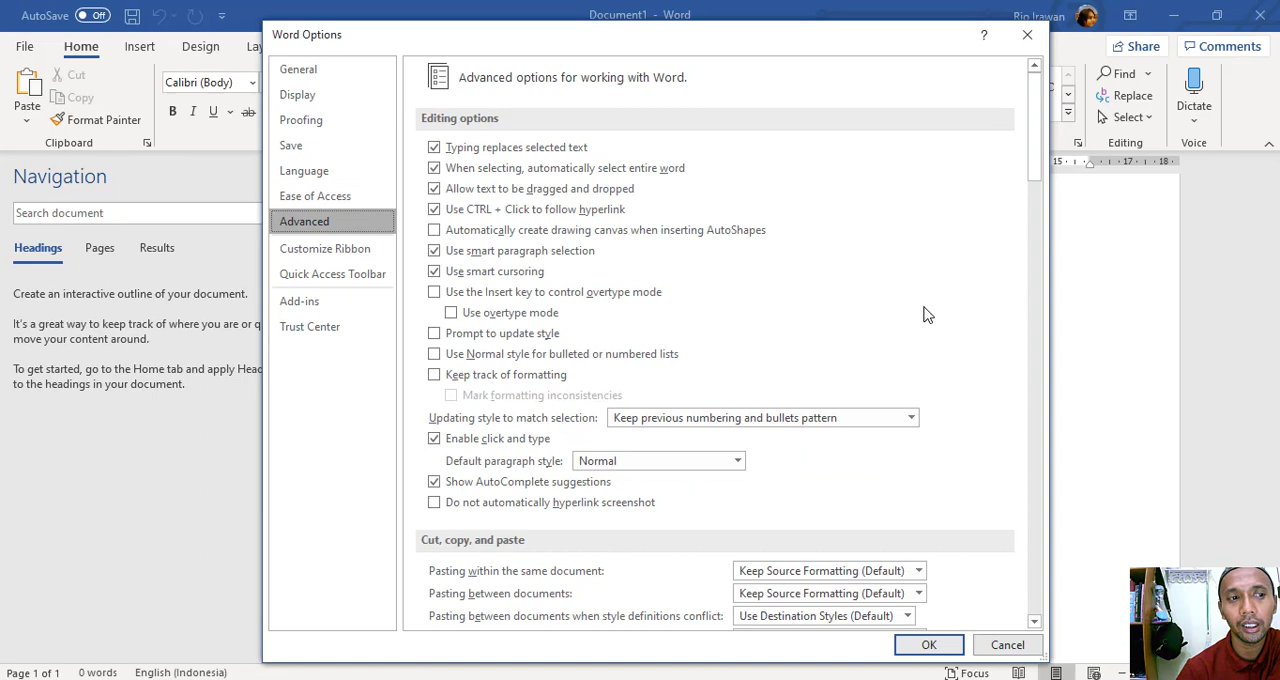 AutoSave Off Document1 - Word Rio Irawan
Word Options ?
File Home Insert Design Share Comments
Paste Cut Copy Format Painter
Calibri (Body)
B I U ab
Find Replace Select
Dictate
Clipboard Editing Voice
15 17 18
Navigation
Search document
Headings Pages Results
Create an interactive outline of your document.
It's a great way to keep track of where you are or
move your content around.
To get started, go to the Home tab and apply
to the headings in your document.
General
Display
Proofing
Save
Language
Ease of Access
Advanced
Customize Ribbon
Quick Access Toolbar
Add-ins
Trust Center
Advanced options for working with Word.
Editing options
Typing replaces selected text
When selecting, automatically select entire word
Allow text to be dragged and dropped
Use CTRL + Click to follow hyperlink
Automatically create drawing canvas when inserting AutoShapes
Use smart paragraph selection
Use smart cursoring
Use the Insert key to control overtype mode
Use overtype mode
Prompt to update style
Use Normal style for bulleted or numbered lists
Keep track of formatting
Mark formatting inconsistencies
Updating style to match selection: Keep previous numbering and bullets pattern
Enable click and type
Default paragraph style: Normal
Show AutoComplete suggestions
Do not automatically hyperlink screenshot
Cut, copy, and paste
Pasting within the same document: Keep Source Formatting (Default)
Pasting between documents: Keep Source Formatting (Default)
Pasting between documents when style definitions conflict: Use Destination Styles (Default)
OK Cancel
Page 1 of 1 0 words English (Indonesia) Focus